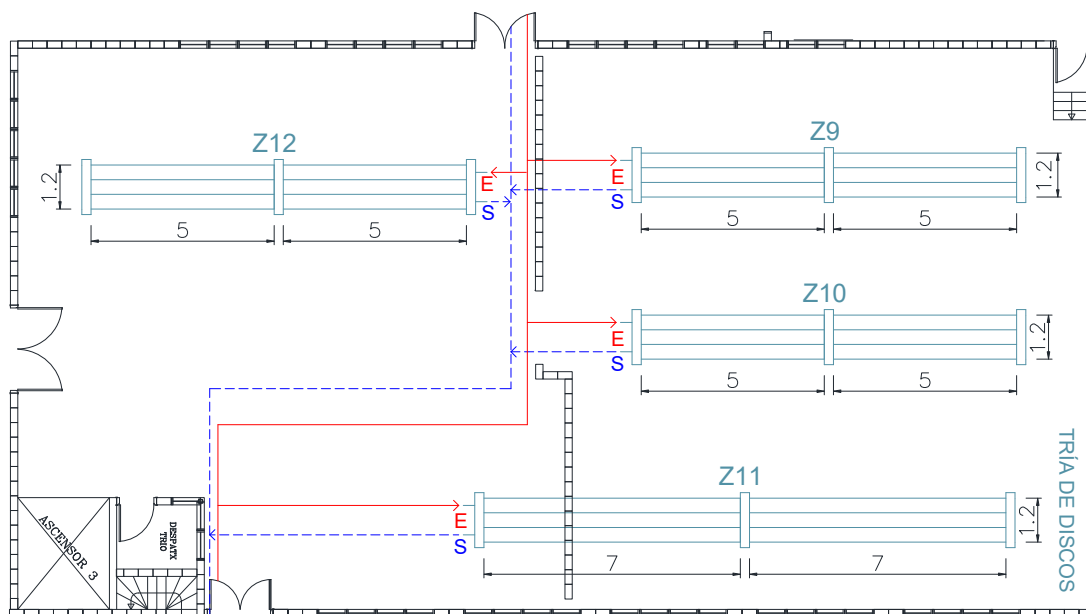 Z12
Z9
1.2
E
S
5
5
E
S
1.2
5
5
Z10
E
S
1.2
5
5
Z11
E
S
1.2
7
7
TRÍA DE DISCOS
ASCENSOR 3
DESPATX
TRIO